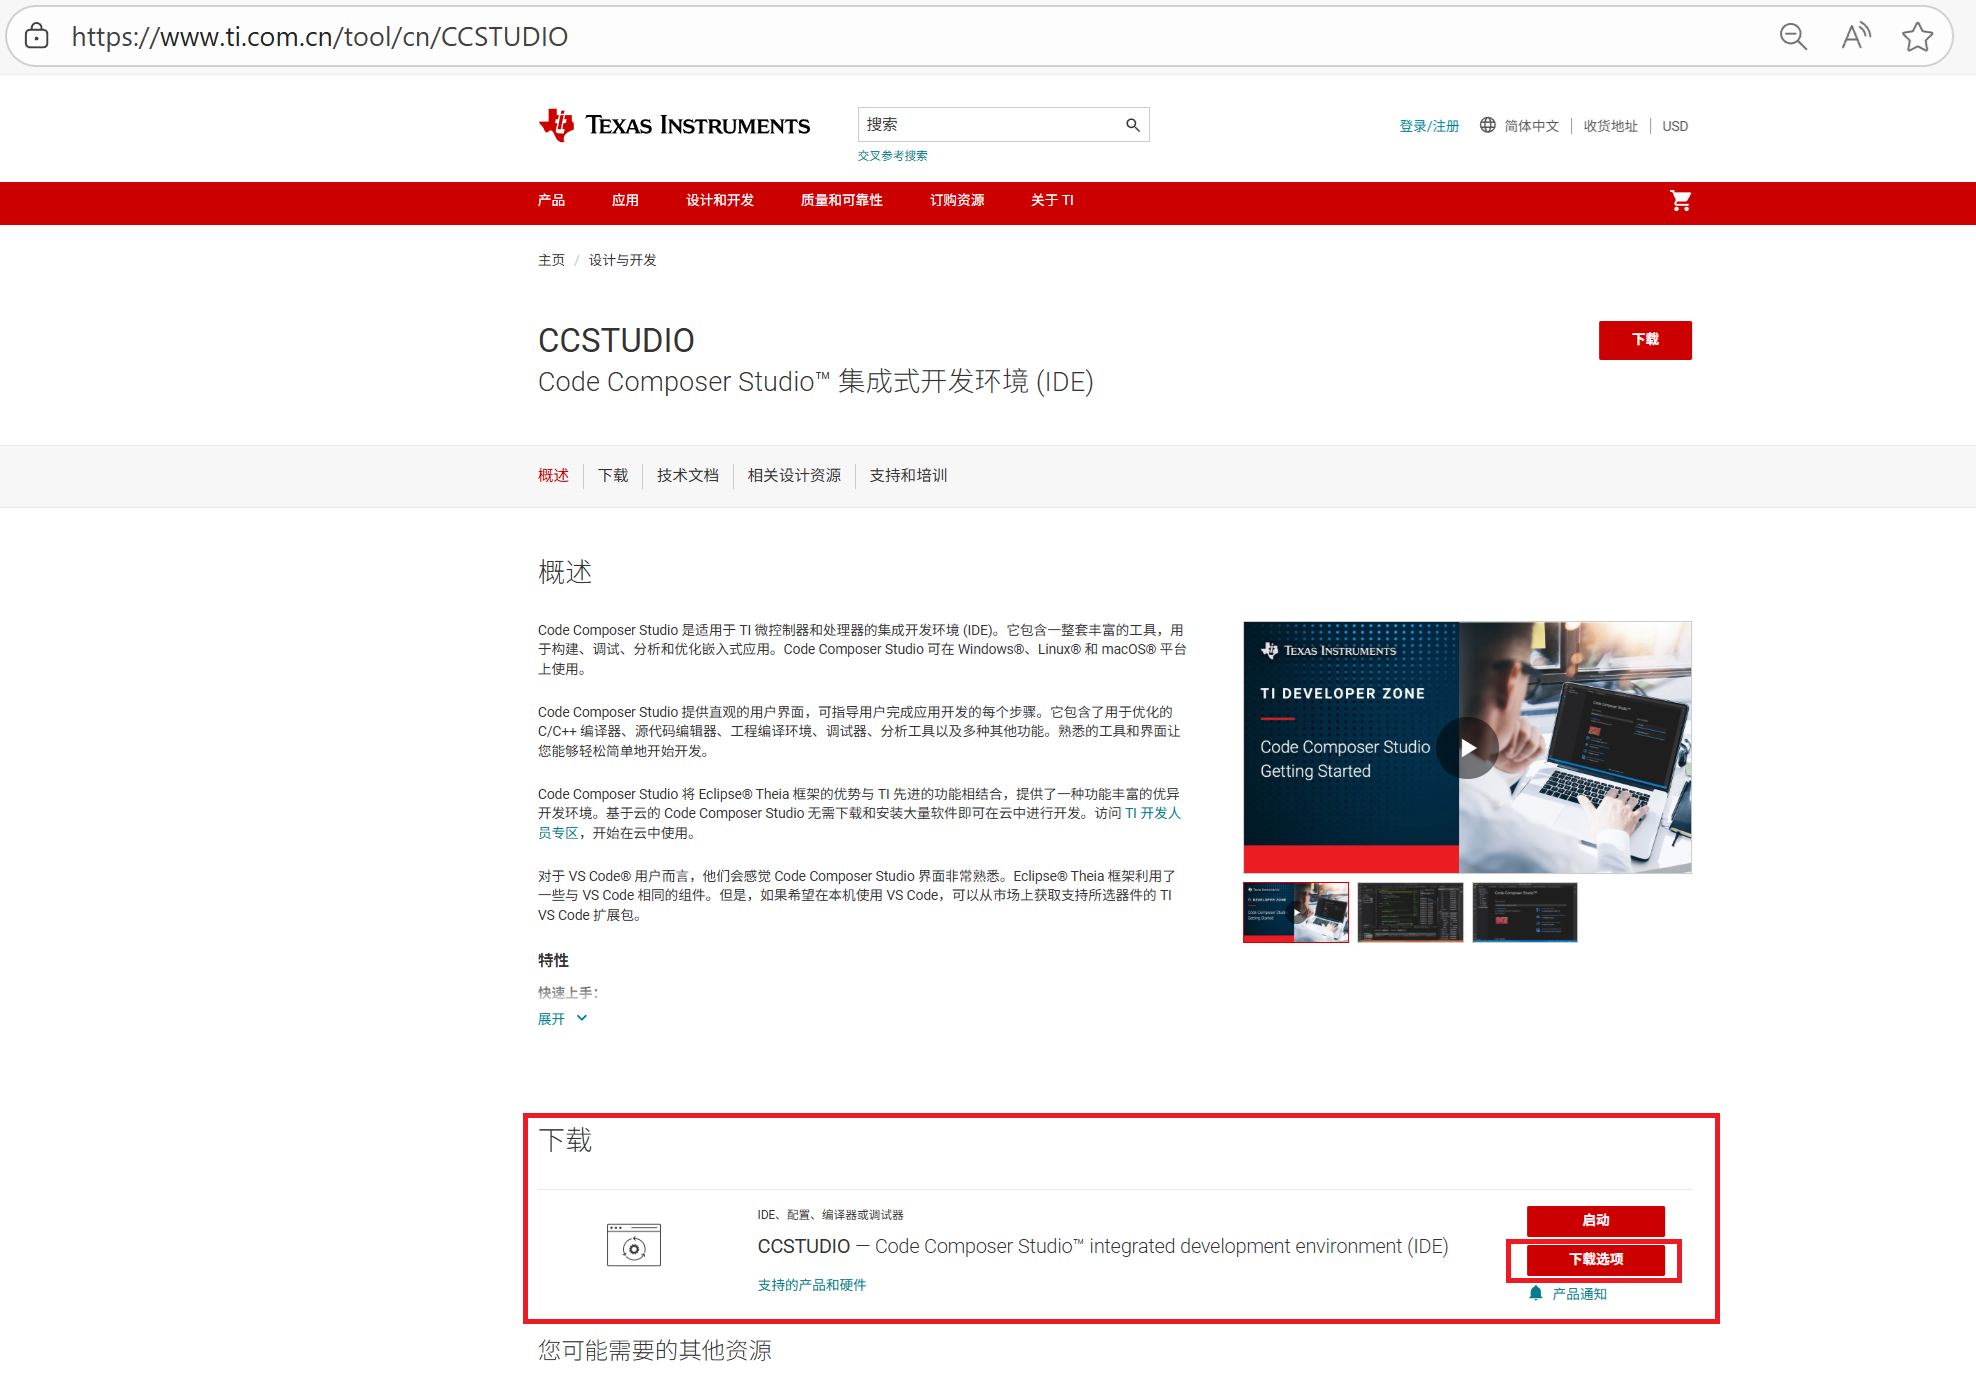 https://www.ti.com.cn/tool/cn/CCSTUDIO
TEXAS INSTRUMENTS
搜索
交叉参考搜索
登录/注册 简体中文 收货地址 USD
产品 应用 设计和开发 质量和可靠性 订购资源 关于 TI
主页 / 设计与开发
CCSTUDIO
下载
Code Composer Studio™ 集成式开发环境 (IDE)
概述 下载 技术文档 相关设计资源 支持和培训
概述
Code Composer Studio 是适用于 TI 微控制器和处理器的集成开发环境 (IDE)。它包含一整套丰富的工具，用
于构建、调试、分析和优化嵌入式应用。Code Composer Studio 可在 Windows®、Linux® 和 macOS® 平台
上使用。
Code Composer Studio 提供直观的用户界面，可指导用户完成应用开发的每个步骤。它包含了用于优化的
C/C++ 编译器、源代码编辑器、工程编译环境、调试器、分析工具以及多种其他功能。熟悉的工具和界面让
您能够轻松简单地开始开发。
Code Composer Studio 将 Eclipse® Theia 框架的优势与 TI 先进的功能相结合，提供了一种功能丰富的优异
开发环境。基于云的 Code Composer Studio 无需下载和安装大量软件即可在云中进行开发。访问 TI 开发人
员专区，开始在云中使用。
对于 VS Code® 用户而言，他们会感觉 Code Composer Studio 界面非常熟悉。Eclipse® Theia 框架利用了
一些与 VS Code 相同的组件。但是，如果希望在本机使用 VS Code，可以从市场上获取支持所选器件的 TI
VS Code 扩展包。
特性
快速上手：
展开
TEXAS INSTRUMENTS
TI DEVELOPER ZONE
Code Composer Studio
Getting Started
下载
IDE、配置、编译器或调试器
CCSTUDIO — Code Composer Studio™ integrated development environment (IDE)
支持的产品和硬件
启动
下载选项
产品通知
您可能需要的其他资源